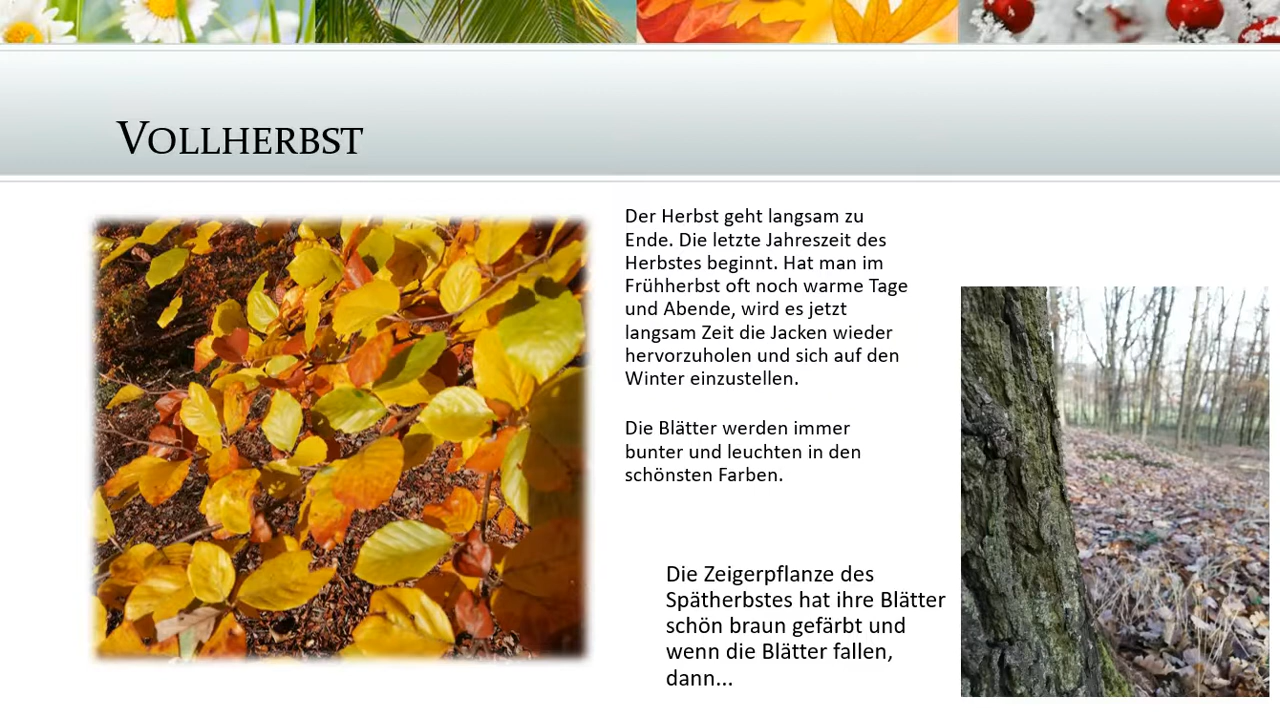 VOLLHERBST
Der Herbst geht langsam zu
Ende. Die letzte Jahreszeit des
Herbstes beginnt. Hat man im
Frühherbst oft noch warme Tage
und Abende, wird es jetzt
langsam Zeit die Jacken wieder
hervorzuholen und sich auf den
Winter einzustellen.
Die Blätter werden immer
bunter und leuchten in den
schönsten Farben.
Die Zeigerpflanze des
Spätherbstes hat ihre Blätter
schön braun gefärbt und
wenn die Blätter fallen,
dann...